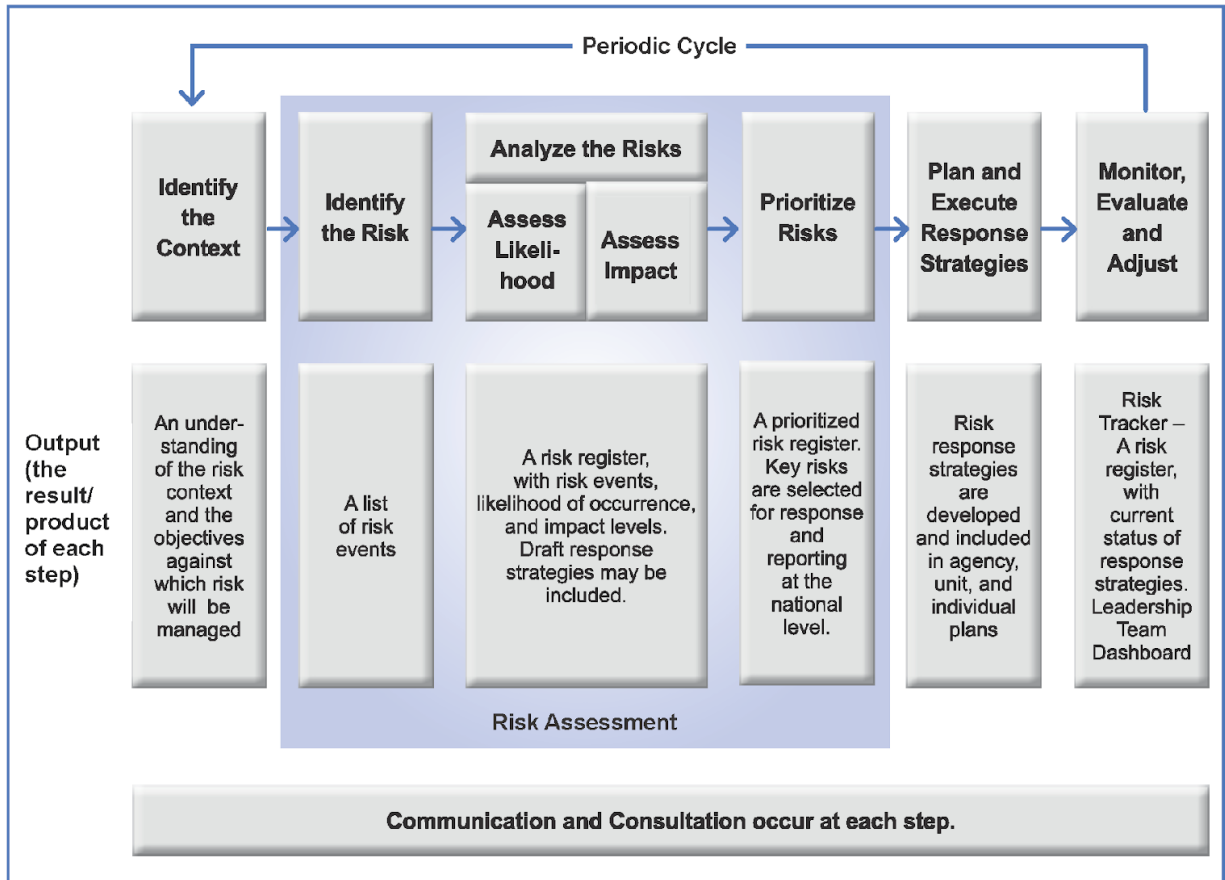 Periodic Cycle
Identify
the
Context
Identify
the Risk
Analyze the Risks
Assess
Likeli-
hood
Assess
Impact
Prioritize
Risks
Plan and
Execute
Response
Strategies
Monitor,
Evaluate
and
Adjust
Output
(the
result/
product
of each
step)
An under-
standing
of the risk
context
and the
objectives
against
which risk
will be
managed
A list
of risk
events
A risk register,
with risk events,
likelihood of occurrence,
and impact levels.
Draft response
strategies may be
included.
A prioritized
risk register.
Key risks
are selected
for response
and
reporting
at the
national
level.
Risk
response
strategies
are
developed
and included
in agency,
unit, and
individual
plans
Risk
Tracker –
A risk
register,
with
current
status of
response
strategies.
Leadership
Team
Dashboard
Risk Assessment
Communication and Consultation occur at each step.